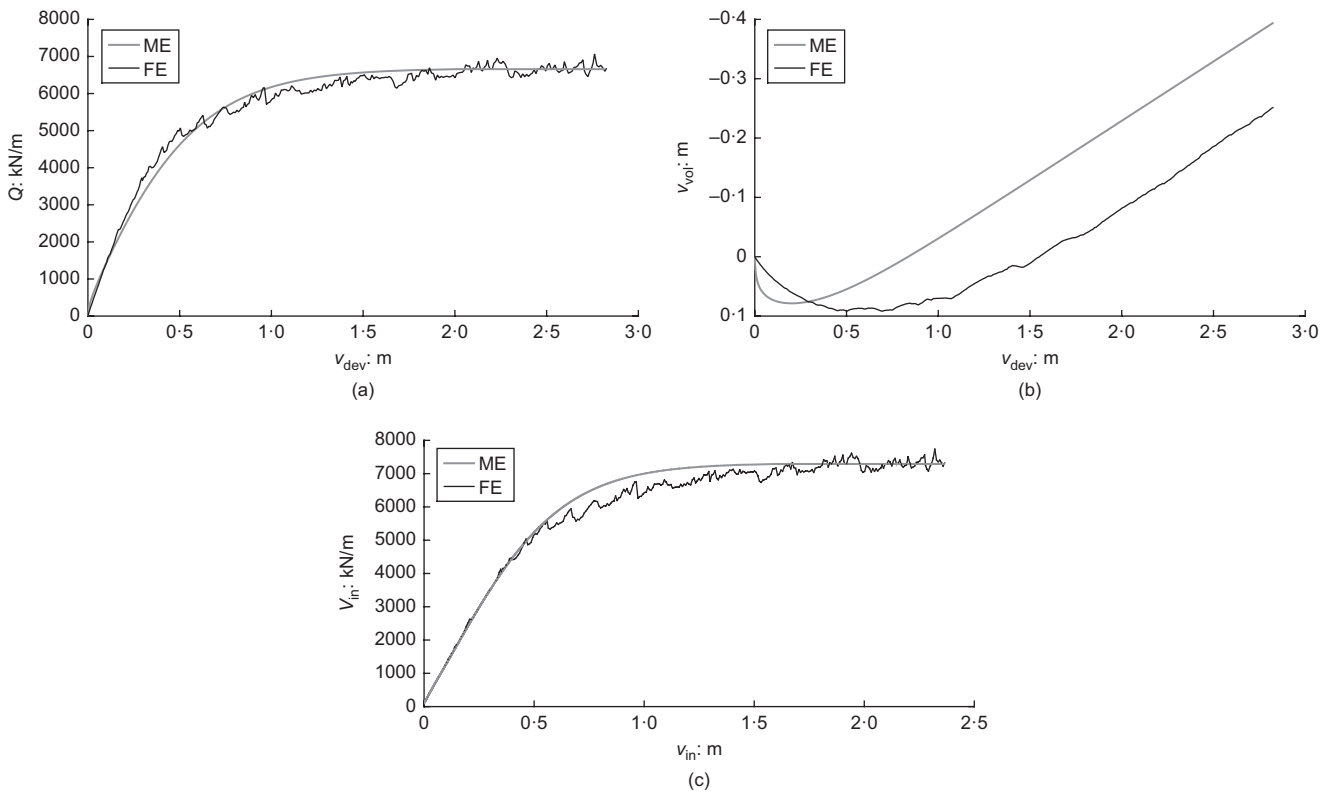 8000
7000
6000
5000
4000
3000
2000
1000
0
Q: kN/m
ME
FE
0 0·5 1·0 1·5 2·0 2·5 3·0
v_dev: m
(a)
–0·4
–0·3
–0·2
–0·1
0
0·1
v_vol: m
ME
FE
0 0·5 1·0 1·5 2·0 2·5 3·0
v_dev: m
(b)
8000
7000
6000
5000
4000
3000
2000
1000
0
V_in: kN/m
ME
FE
0 0·5 1·0 1·5 2·0 2·5
v_in: m
(c)